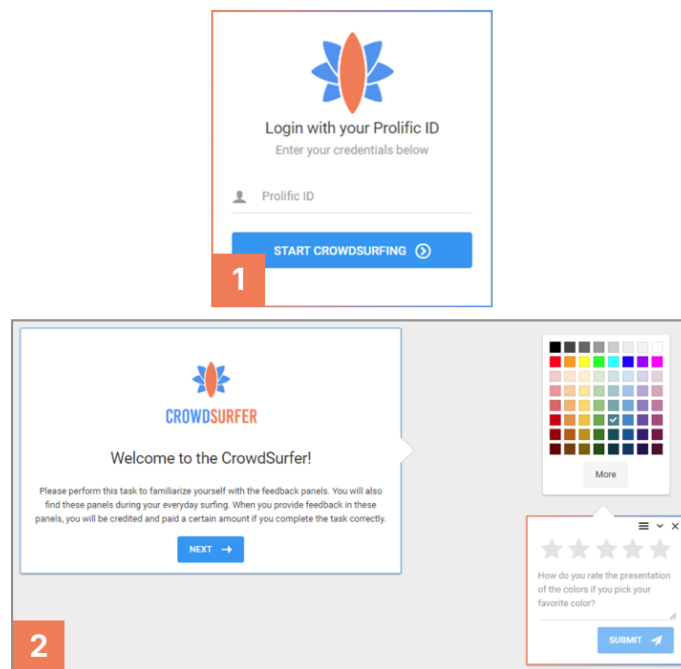 Login with your Prolific ID
Enter your credentials below
Prolific ID
START CROWDSURFING
1
CROWDSURFER
Welcome to the CrowdSurfer!
Please perform this task to familiarize yourself with the feedback panels. You will also
find these panels during your everyday surfing. When you provide feedback in these
panels, you will be credited and paid a certain amount if you complete the task correctly.
NEXT
More
How do you rate the presentation
of the colors if you pick your
favorite color?
SUBMIT
2